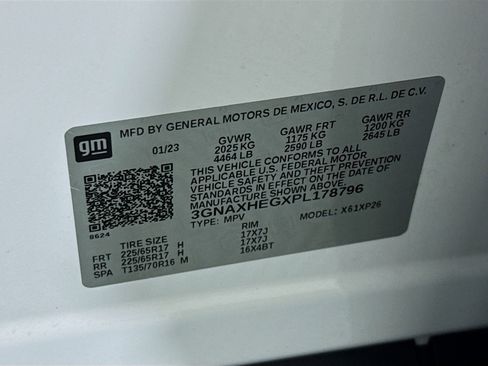 gm
MFD BY GENERAL MOTORS DE MEXICO, S. DE R.L. DE C.V.
01/23 GVWR GAWR FRT GAWR RR
2025 KG 1175 KG 1200 KG
4464 LB 2590 LB 2645 LB
THIS VEHICLE CONFORMS TO ALL
APPLICABLE U.S. FEDERAL MOTOR
VEHICLE SAFETY AND THEFT PREVENTION
STANDARDS IN EFFECT ON THE DATE OF
MANUFACTURE SHOWN ABOVE.
3GNAXHEGXPL178796
TYPE: MPV MODEL: X61XP26
8624
TIRE SIZE RIM
FRT 225/65R17 H 17X7J
RR 225/65R17 H 17X7J
SPA T135/70R16 M 16X4BT